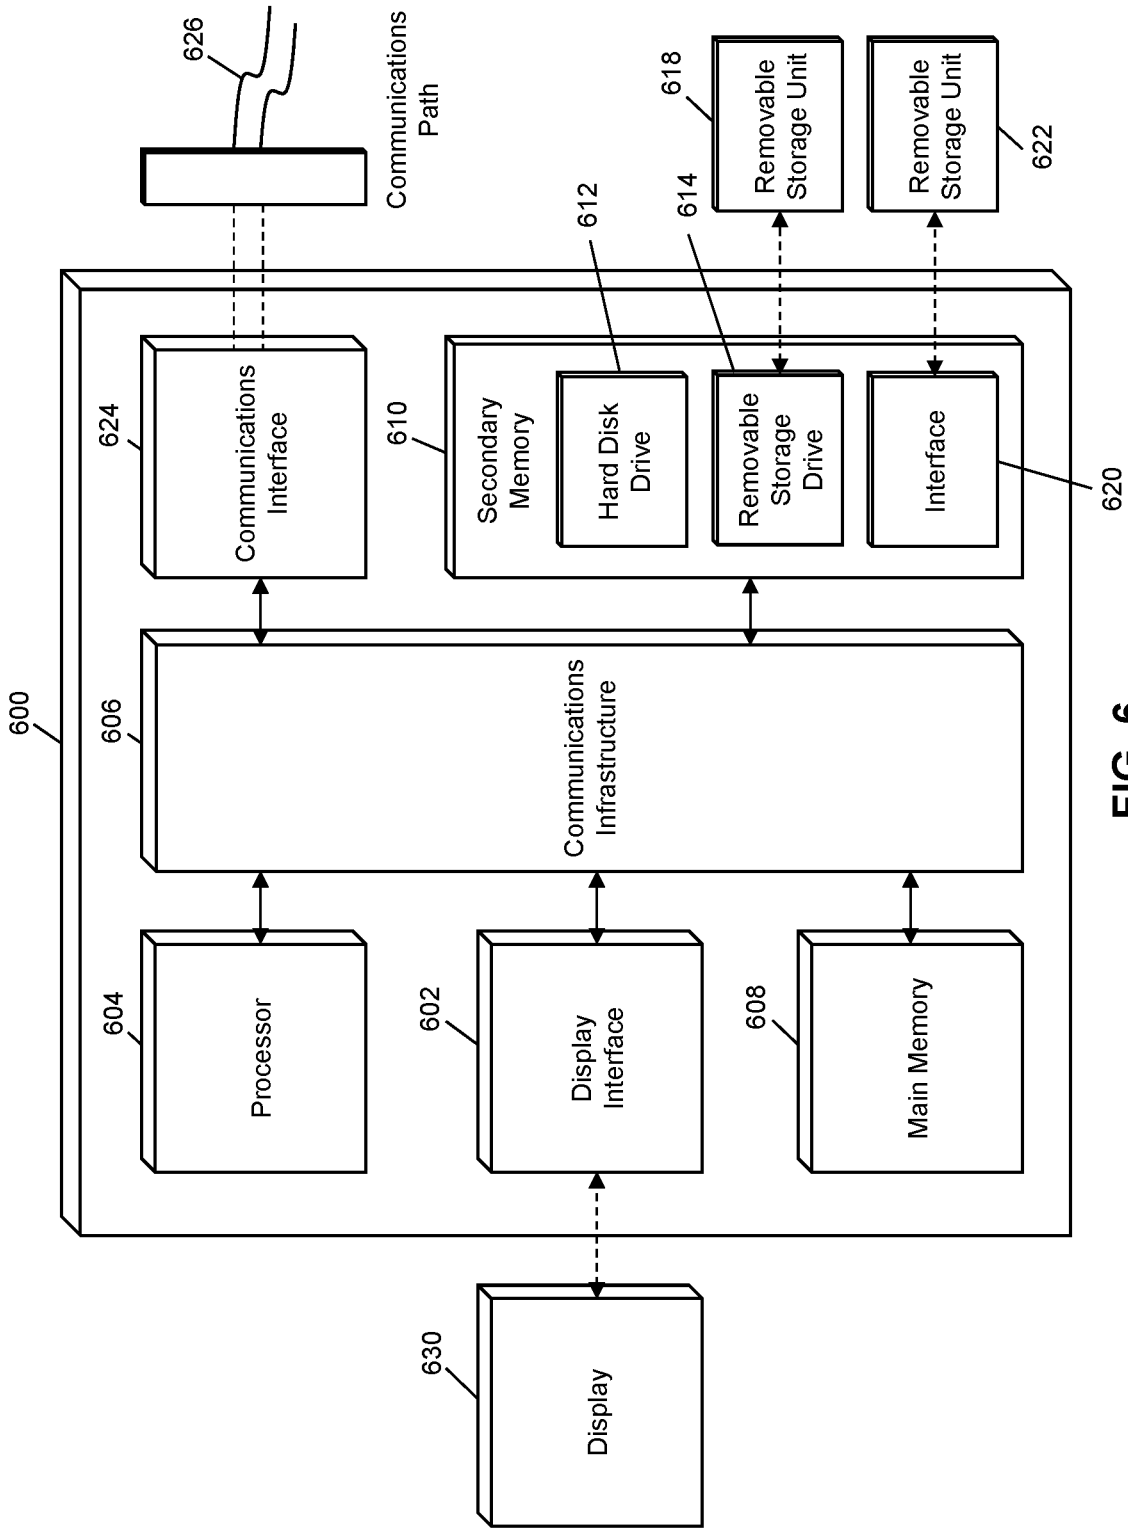 600
604
Processor
606
Communications
Infrastructure
624
Communications
Interface
626
Communications
Path
630
Display
602
Display
Interface
608
Main Memory
610
Secondary
Memory
612
Hard Disk
Drive
614
Removable
Storage
Drive
618
Removable
Storage Unit
620
Interface
622
Removable
Storage Unit
FIG. 6